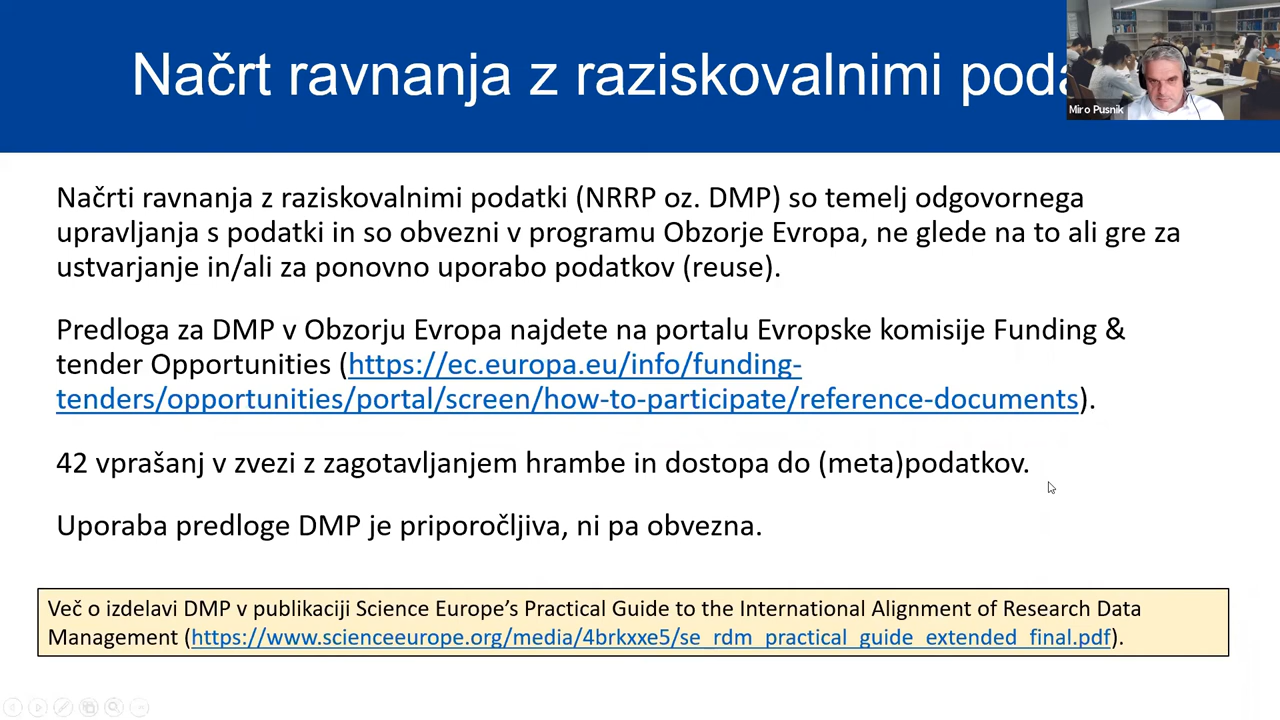 Načrt ravnanja z raziskovalnimi
Miro Pusnik
Načrti ravnanja z raziskovalnimi podatki (NRRP oz. DMP) so temelj odgovornega
upravljanja s podatki in so obvezni v programu Obzorje Evropa, ne glede na to ali gre za
ustvarjanje in/ali za ponovno uporabo podatkov (reuse).
Predloga za DMP v Obzorju Evropa najdete na portalu Evropske komisije Funding &
tender Opportunities (https://ec.europa.eu/info/funding-
tenders/opportunities/portal/screen/how-to-participate/reference-documents).
42 vprašanj v zvezi z zagotavljanjem hrambe in dostopa do (meta)podatkov.
Uporaba predloge DMP je priporočljiva, ni pa obvezna.
Več o izdelavi DMP v publikaciji Science Europe’s Practical Guide to the International Alignment of Research Data
Management (https://www.scienceeurope.org/media/4brkxxe5/se_rdm_practical_guide_extended_final.pdf).